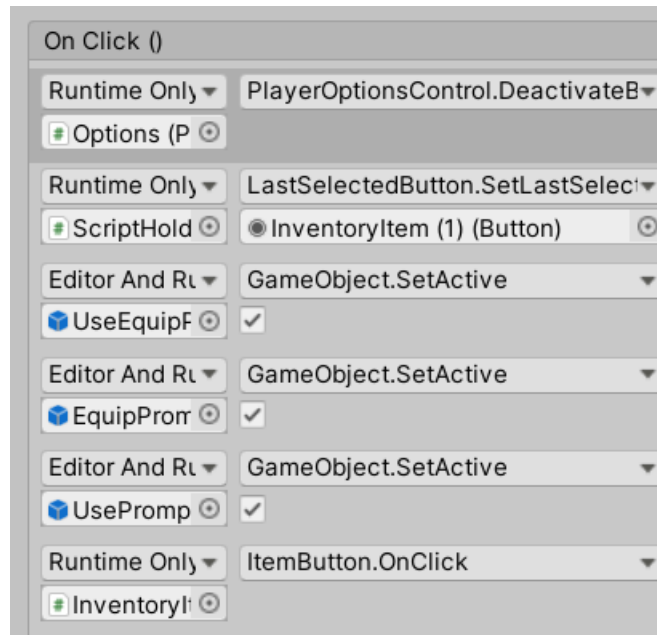 On Click ()
Runtime Only PlayerOptionsControl.DeactivateB
Options (P
Runtime Only LastSelectedButton.SetLastSelect
ScriptHold InventoryItem (1) (Button)
Editor And Ru GameObject.SetActive
UseEquipP
Editor And Ru GameObject.SetActive
EquipProm
Editor And Ru GameObject.SetActive
UsePromp
Runtime Only ItemButton.OnClick
InventoryIt